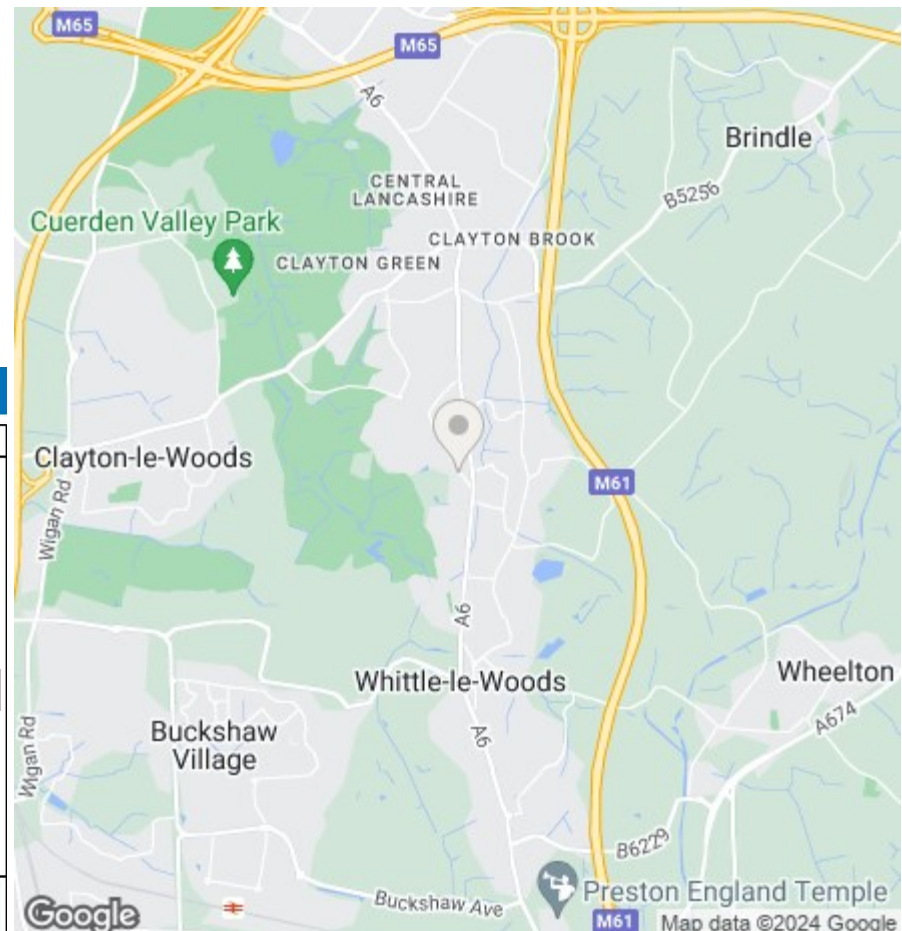 M65
M65
A6
Brindle
CENTRAL
LANCASHIRE
B5256
Cuerden Valley Park
CLAYTON BROOK
CLAYTON GREEN
Clayton-le-Woods
M61
Wigan Rd
A6
Whittle-le-Woods
Wheelton
Wigan Rd
A6
A674
Buckshaw
Village
B6229
Buckshaw Ave
Preston England Temple
Google
M61
Map data ©2024 Google